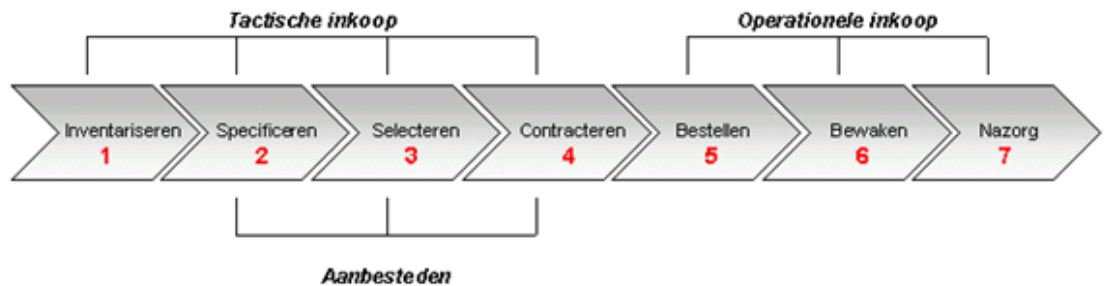 Tactische inkoop Operationele inkoop
Inventariseren Specificeren Selecteren Contracteren Bestellen Bewaken Nazorg
1 2 3 4 5 6 7
Aanbesteden